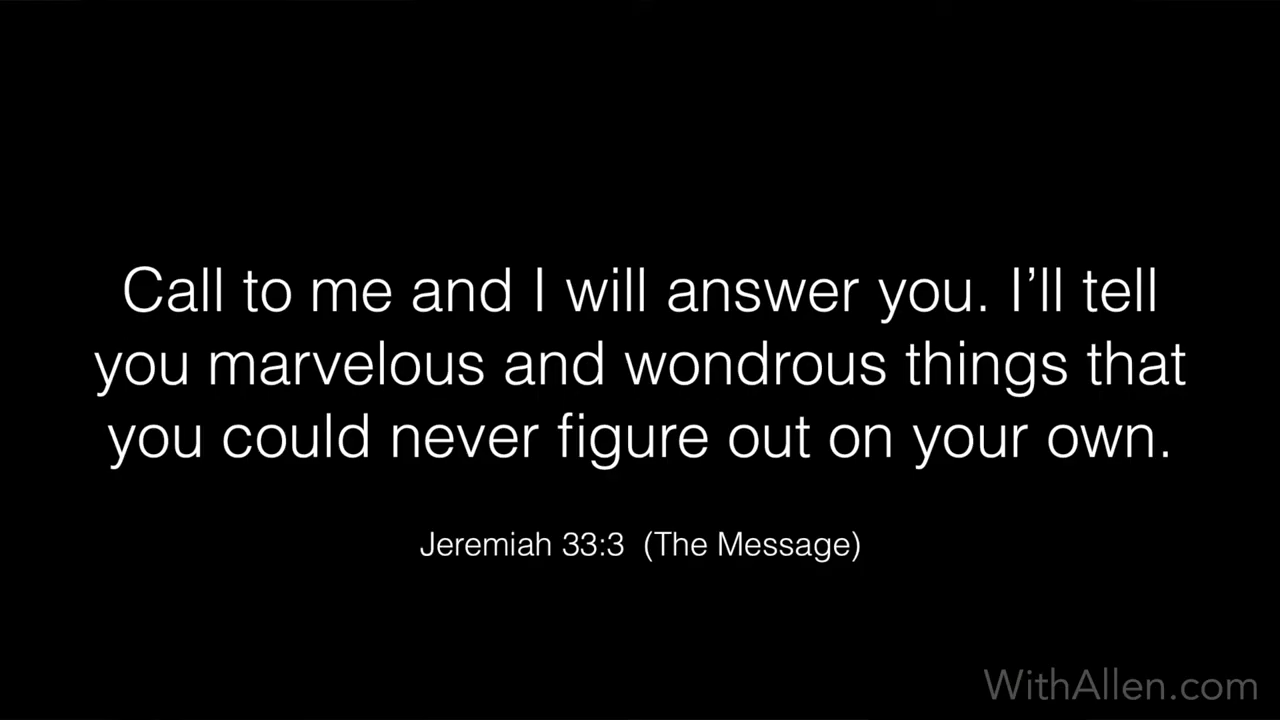 Call to me and I will answer you. I’ll tell
you marvelous and wondrous things that
you could never figure out on your own.
Jeremiah 33:3  (The Message)
WithAllen.com